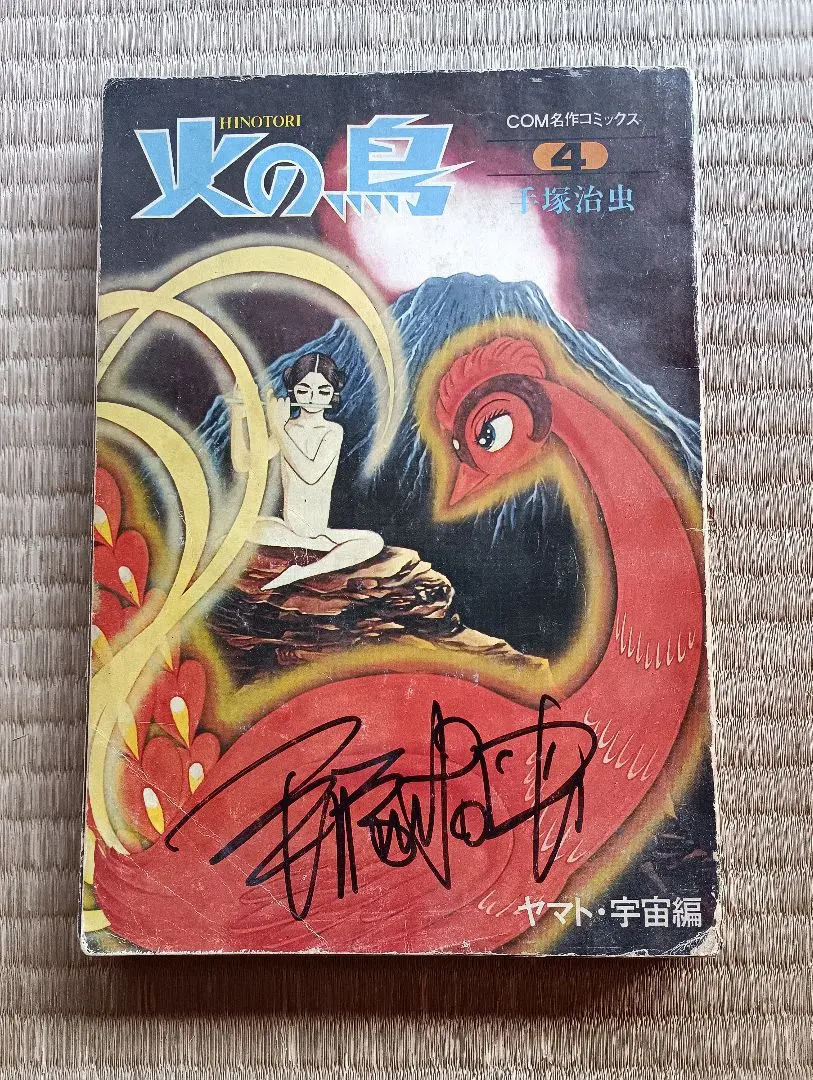 HINOTORI
火の鳥
COM名作コミックス
4
手塚治虫
ヤマト・宇宙編